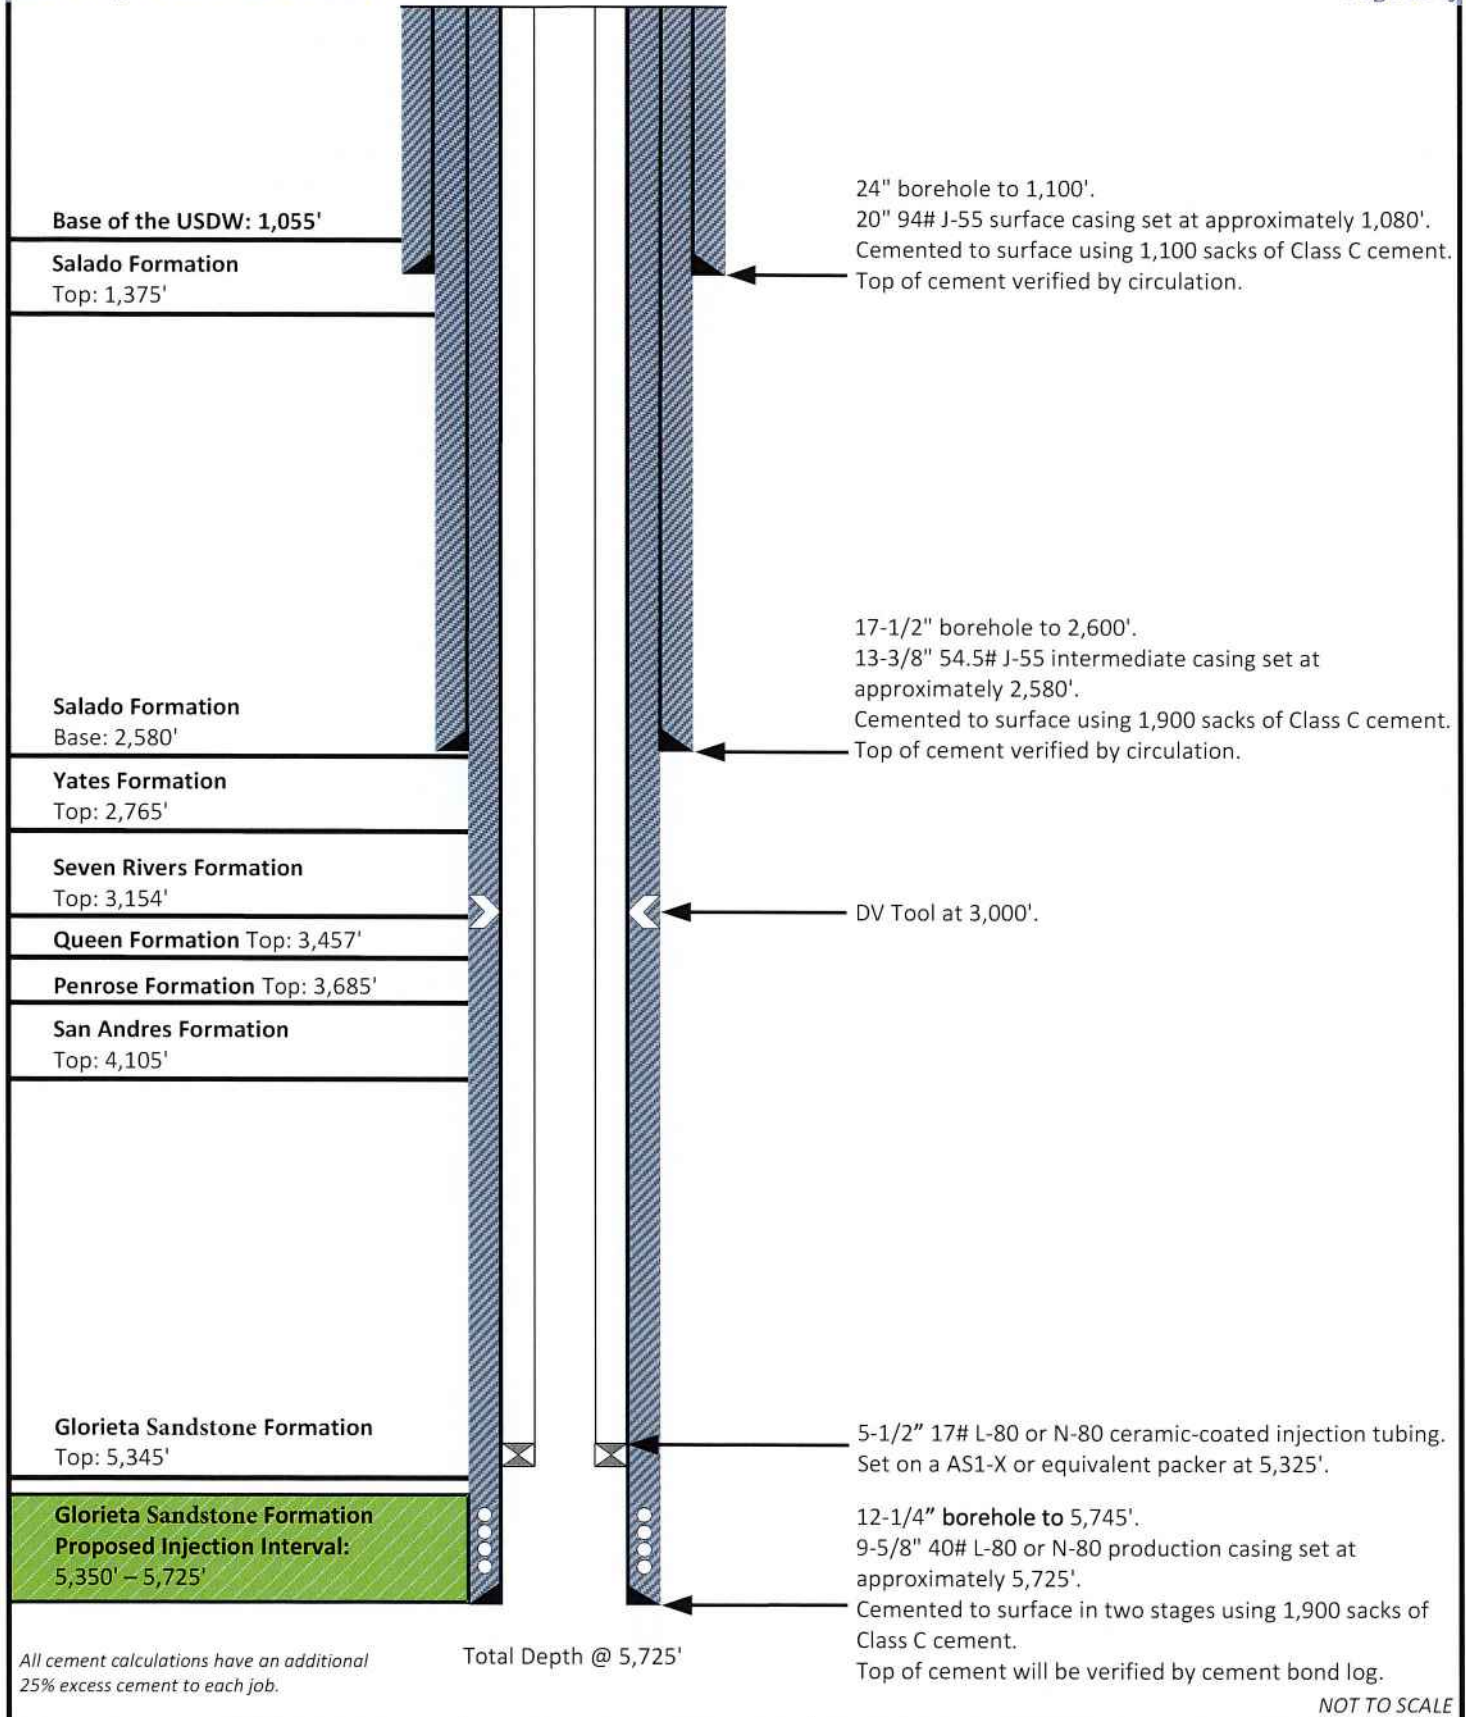 24" borehole to 1,100'.
Base of the USDW: 1,055'
20" 94# J-55 surface casing set at approximately 1,080'.
Salado Formation
Cemented to surface using 1,100 sacks of Class C cement.
Top: 1,375'
Top of cement verified by circulation.
17-1/2" borehole to 2,600'.
13-3/8" 54.5# J-55 intermediate casing set at
approximately 2,580'.
Salado Formation
Cemented to surface using 1,900 sacks of Class C cement.
Base: 2,580'
Top of cement verified by circulation.
Yates Formation
Top: 2,765'
Seven Rivers Formation
Top: 3,154'
DV Tool at 3,000'.
Queen Formation Top: 3,457'
Penrose Formation Top: 3,685'
San Andres Formation
Top: 4,105'
Glorieta Sandstone Formation
Top: 5,345'
5-1/2” 17# L-80 or N-80 ceramic-coated injection tubing.
Set on a AS1-X or equivalent packer at 5,325'.
Glorieta Sandstone Formation
Proposed Injection Interval:
5,350' – 5,725'
12-1/4” borehole to 5,745'.
9-5/8" 40# L-80 or N-80 production casing set at
approximately 5,725'.
Cemented to surface in two stages using 1,900 sacks of
Class C cement.
Top of cement will be verified by cement bond log.
All cement calculations have an additional
25% excess cement to each job.
Total Depth @ 5,725'
NOT TO SCALE